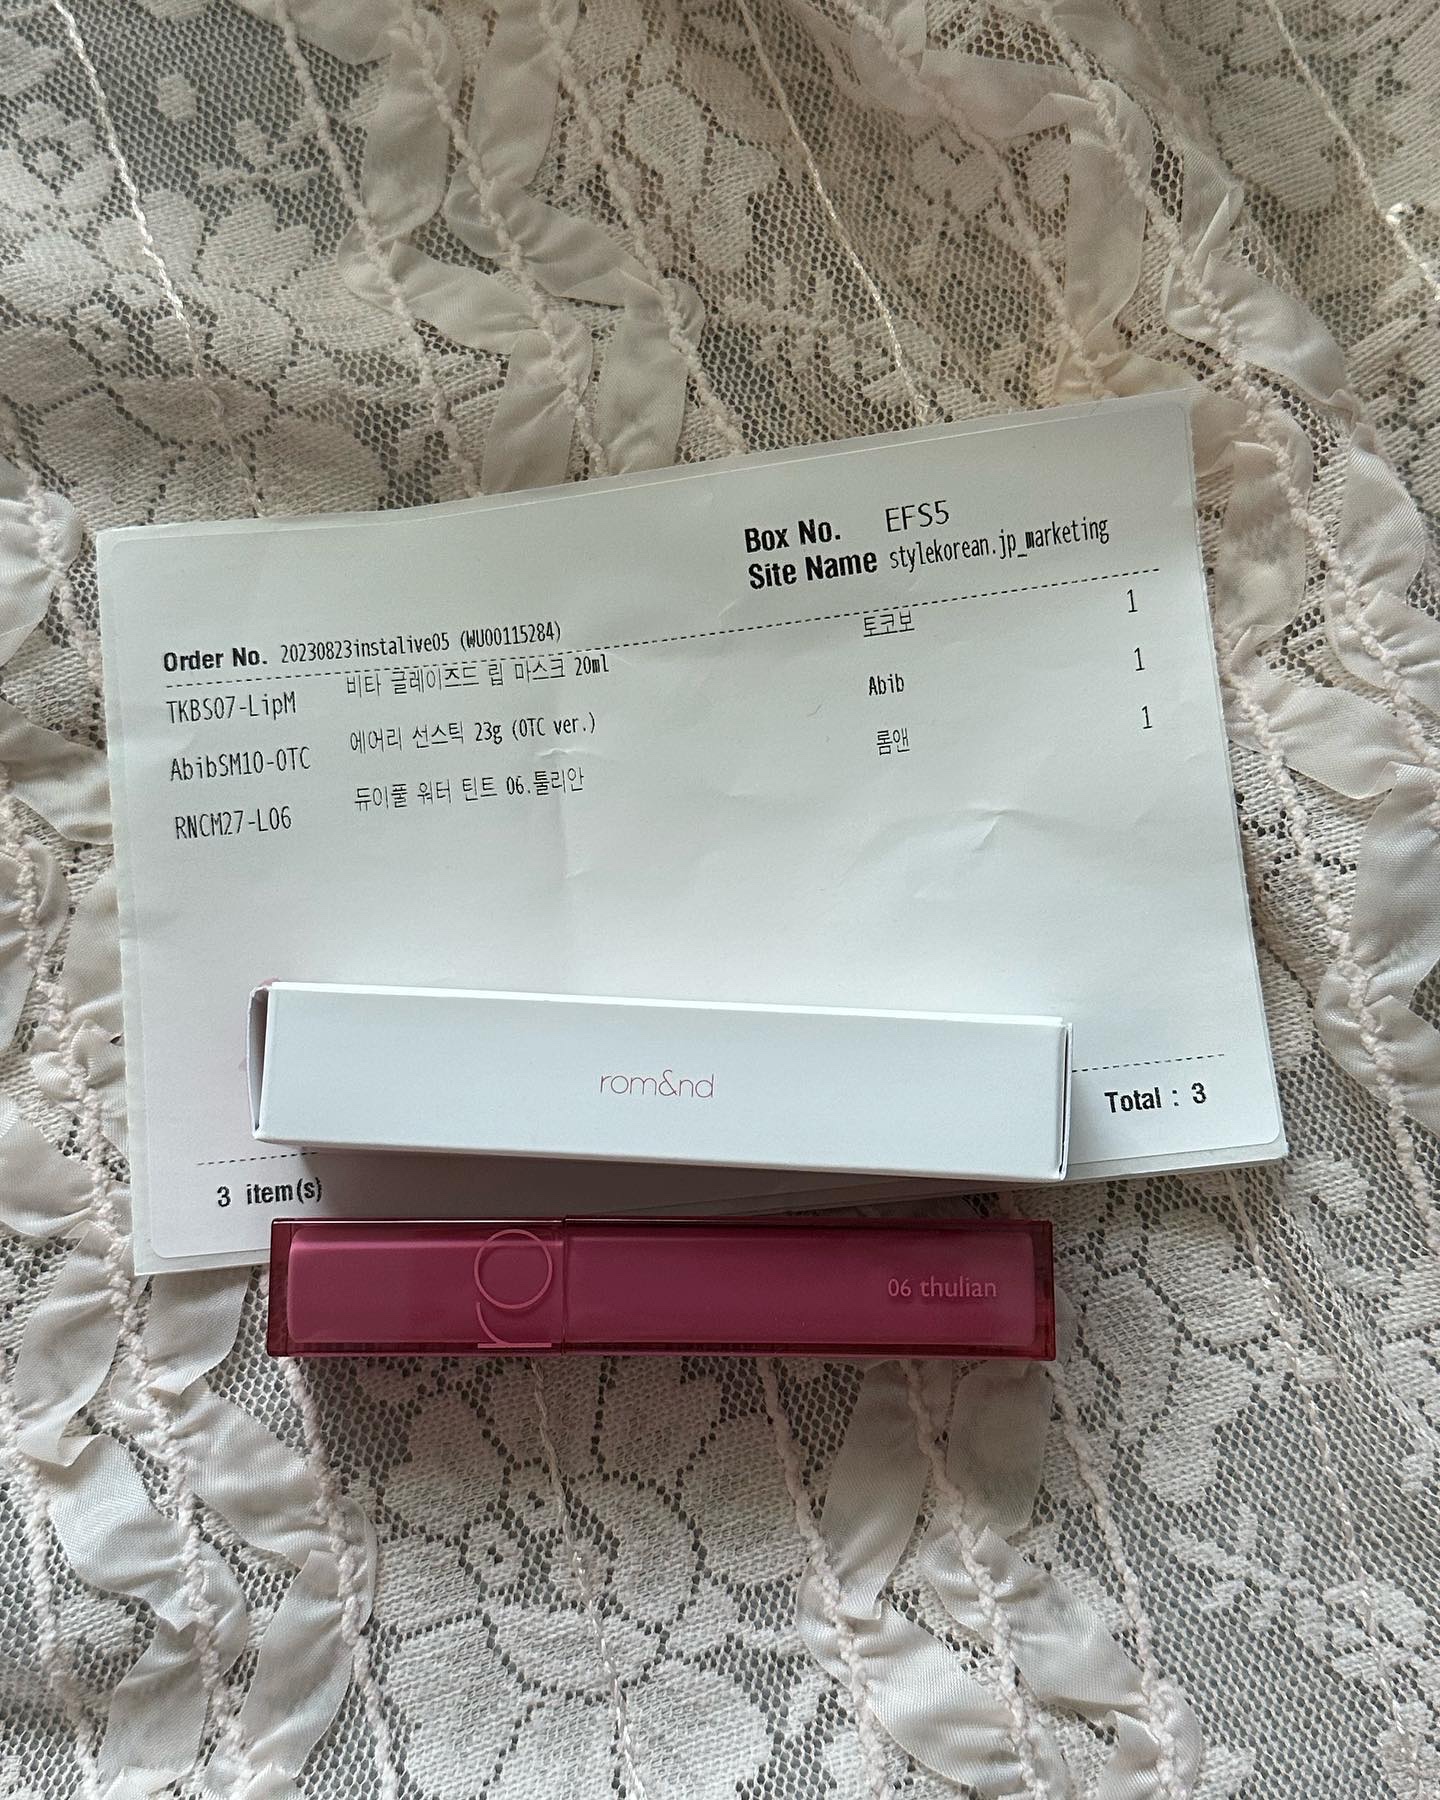 Box No. EFS5
Site Name stylekorean.jp_marketing
Order No. 20230823instalive05 (WU00115284)
TKBS07-LipM 비타 글레이즈드 립 마스크 20ml 토코보 1
AbibSM10-OTC 에어리 선스틱 23g (OTC ver.) Abib 1
RNCM27-L06 듀이풀 워터 틴트 06.튤리안 롬앤 1
rom&nd
Total : 3
3 item(s)
06 thulian